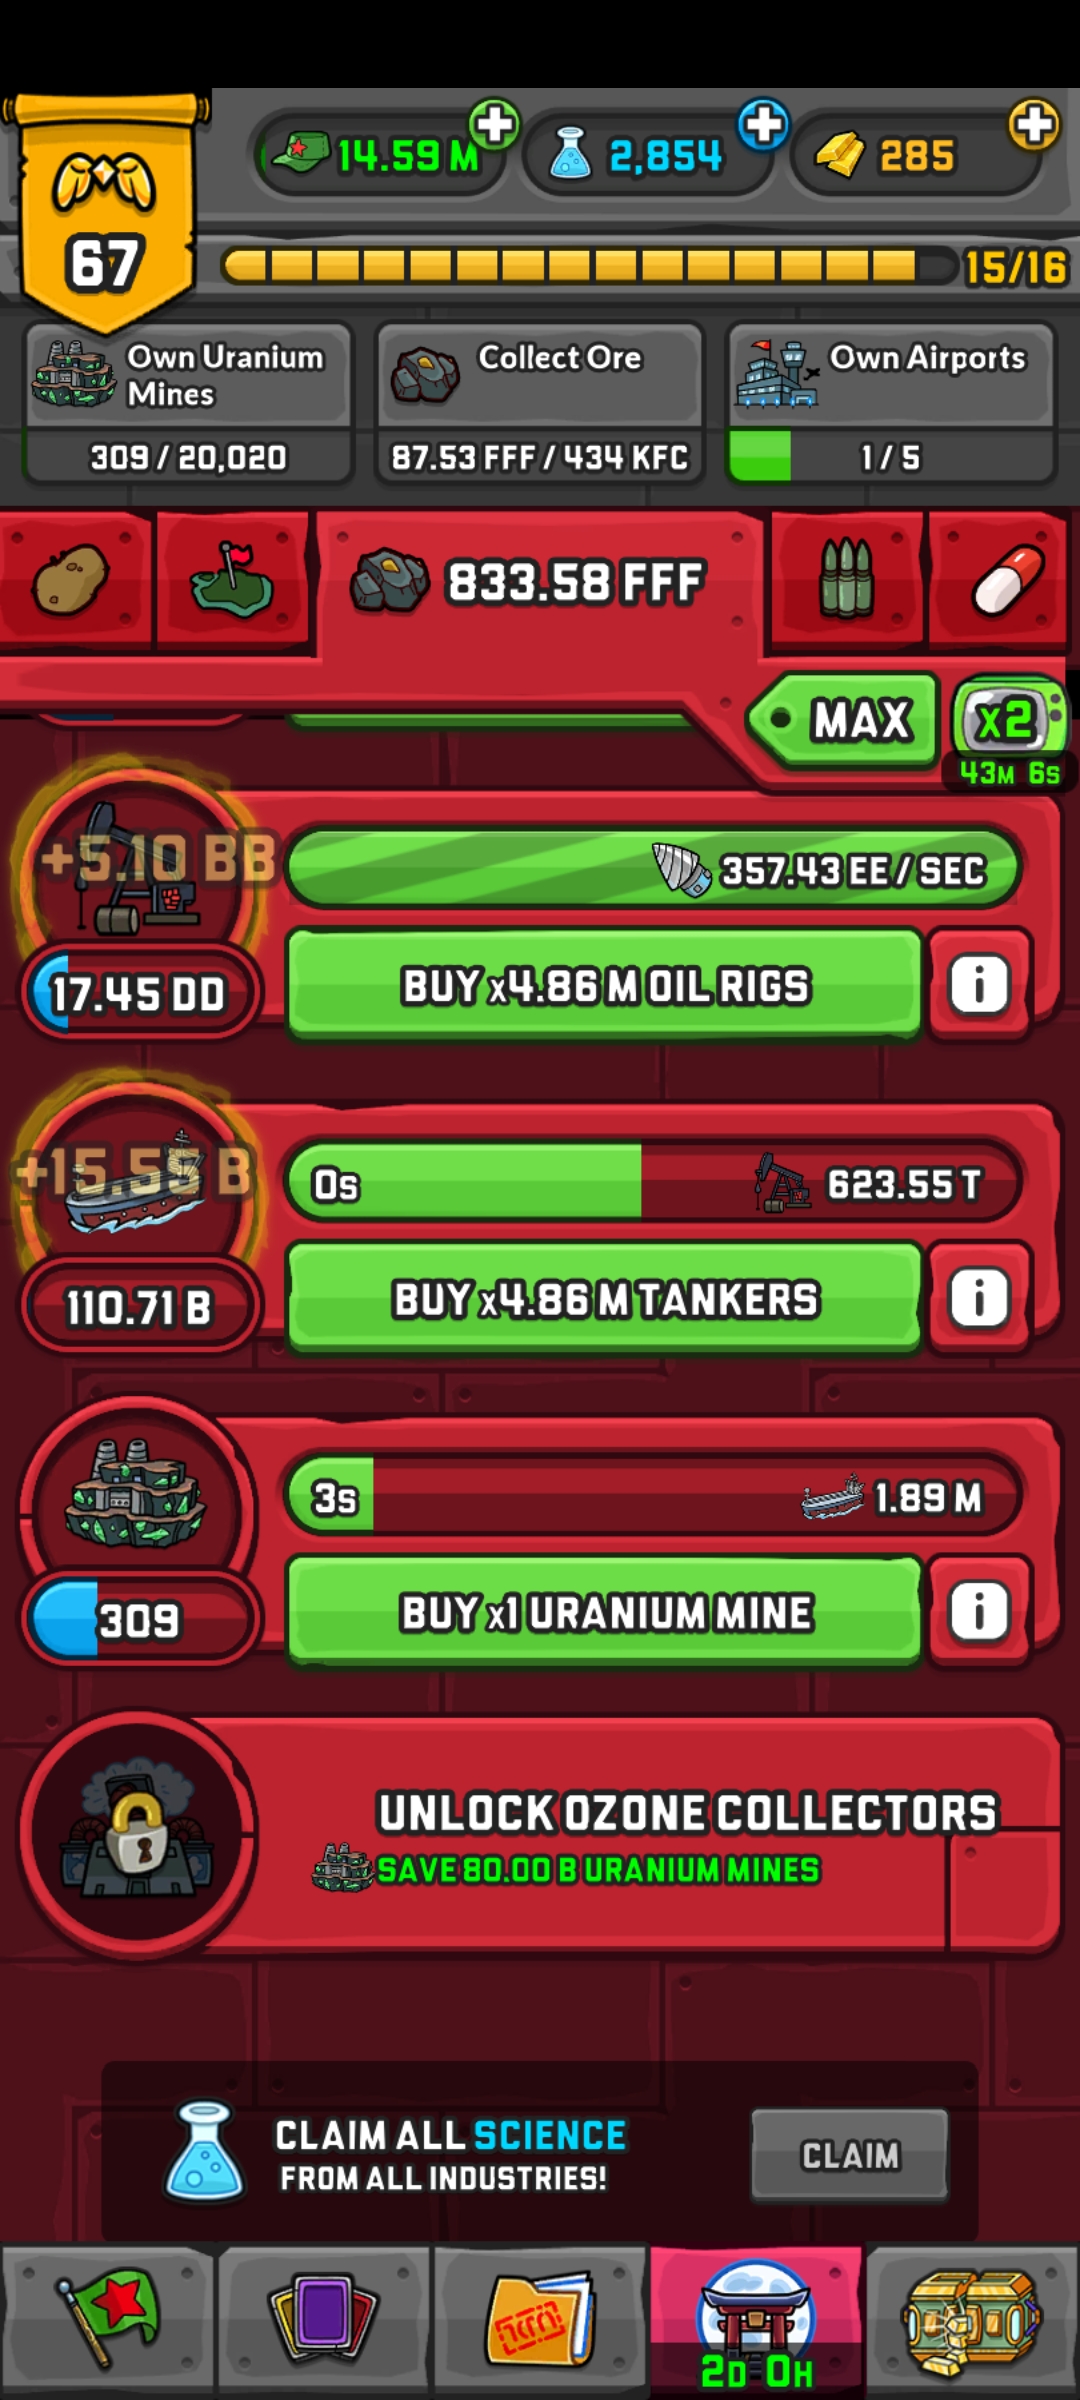 67
14.59 M
2,854
285
15/16
Own Uranium
Mines
309 / 20,020
Collect Ore
87.53 FFF / 434 KFC
Own Airports
1 / 5
833.58 FFF
MAX
x2
43M 6S
+5.10 BB
357.43 EE / SEC
17.45 DD
BUY x4.86 M OIL RIGS
i
+15.55 B
0s
623.55 T
110.71 B
BUY x4.86 M TANKERS
i
3s
1.89 M
309
BUY x1 URANIUM MINE
i
UNLOCK OZONE COLLECTORS
SAVE 80.00 B URANIUM MINES
CLAIM ALL SCIENCE
FROM ALL INDUSTRIES!
CLAIM
2D 0H